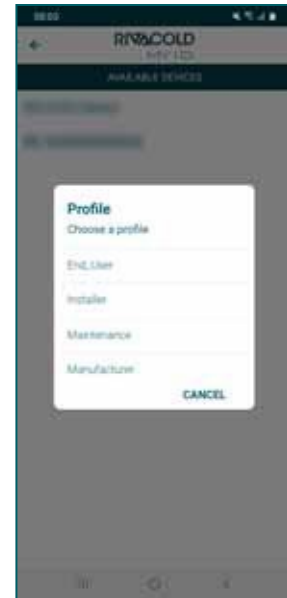 RIVACOLD
AVAILABLE DEVICES
Profile
Choose a profile
End_User
Installer
Maintenance
Manufacturer
CANCEL